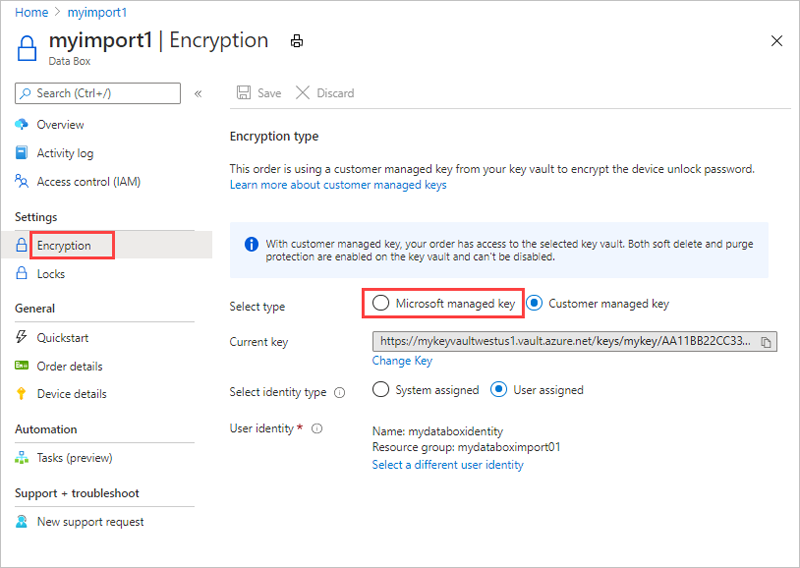 Home > myimport1
myimport1 | Encryption
Data Box
Search (Ctrl+/)
«
Save Discard
Overview
Activity log
Access control (IAM)
Settings
Encryption
Locks
General
Quickstart
Order details
Device details
Automation
Tasks (preview)
Support + troubleshoot
New support request
Encryption type
This order is using a customer managed key from your key vault to encrypt the device unlock password.
Learn more about customer managed keys
With customer managed key, your order has access to the selected key vault. Both soft delete and purge
protection are enabled on the key vault and can't be disabled.
Select type Microsoft managed key Customer managed key
Current key https://mykeyvaultwestus1.vault.azure.net/keys/mykey/AA11BB22CC33...
Change Key
Select identity type System assigned User assigned
User identity * Name: mydataboxidentity
Resource group: mydataboximport01
Select a different user identity